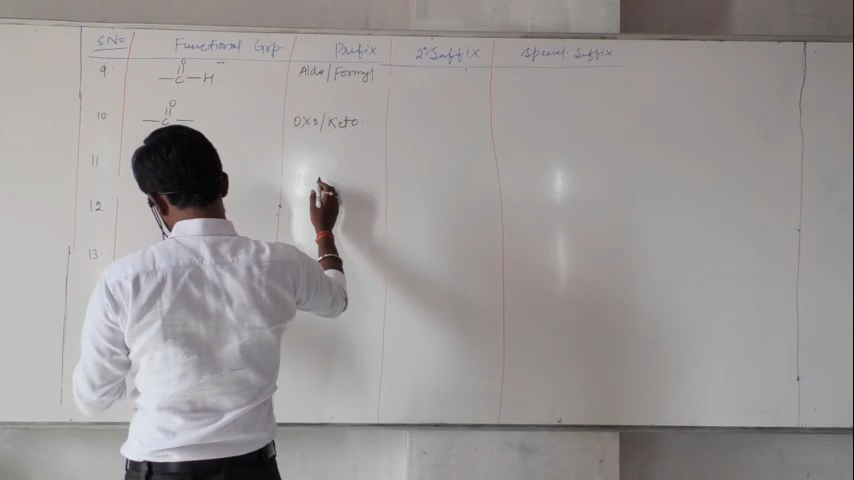 S.No Functional Grp. Prefix 2° Suffix Special Suffix
9. O
—C—H Aldo/Formyl
10. O
—C— OXO/Keto.
11
12.
13